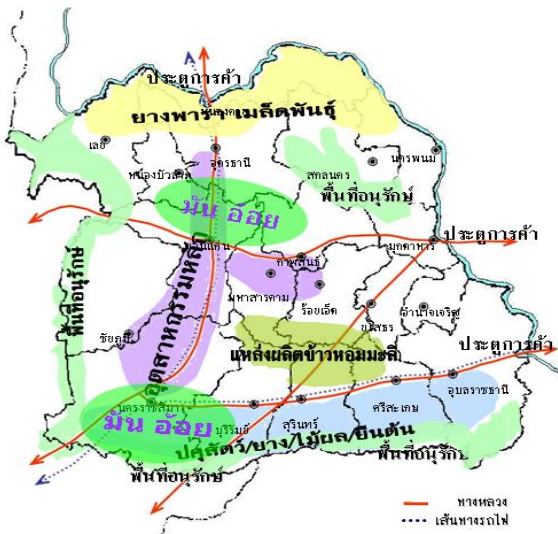 ประตูการค้า
ยางพารา - เมล็ดพันธุ์
เลย
อุดรธานี
หนองบัวลำภู
สกลนคร
นครพนม
พื้นที่อนุรักษ์
มัน อ้อย
ขอนแก่น
กาฬสินธุ์
มุกดาหาร
ประตูการค้า
พื้นที่อนุรักษ์
อุตสาหกรรมหลัก
มหาสารคาม
ร้อยเอ็ด
ยโสธร
อำนาจเจริญ
ชัยภูมิ
แหล่งผลิตข้าวหอมมะลิ
ประตูการค้า
นครราชสีมา
มัน อ้อย
บุรีรัมย์
สุรินทร์
ศรีสะเกษ
อุบลราชธานี
ปศุสัตว์/ยาง/ไม้ผล/ยืนต้น
พื้นที่อนุรักษ์
พื้นที่อนุรักษ์
ทางหลวง
เส้นทางรถไฟ